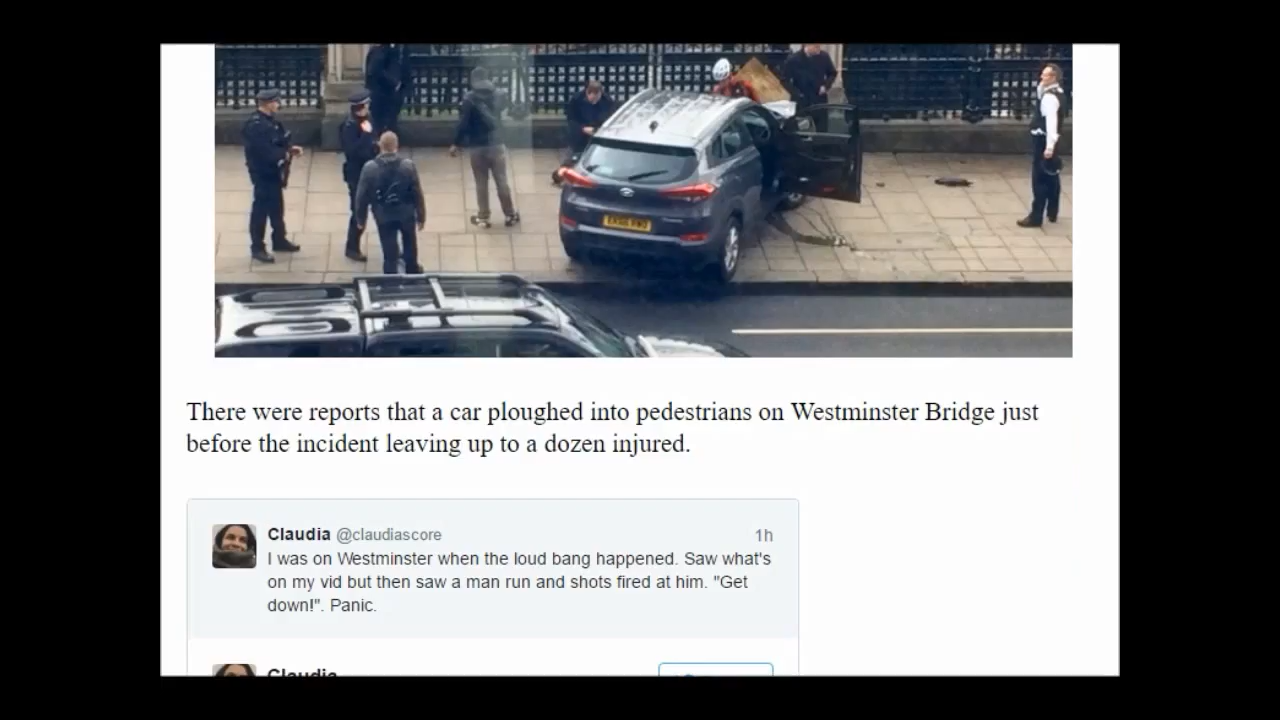 There were reports that a car ploughed into pedestrians on Westminster Bridge just
before the incident leaving up to a dozen injured.
Claudia @claudiascore 1h
I was on Westminster when the loud bang happened. Saw what's
on my vid but then saw a man run and shots fired at him. "Get
down!". Panic.
Claudia